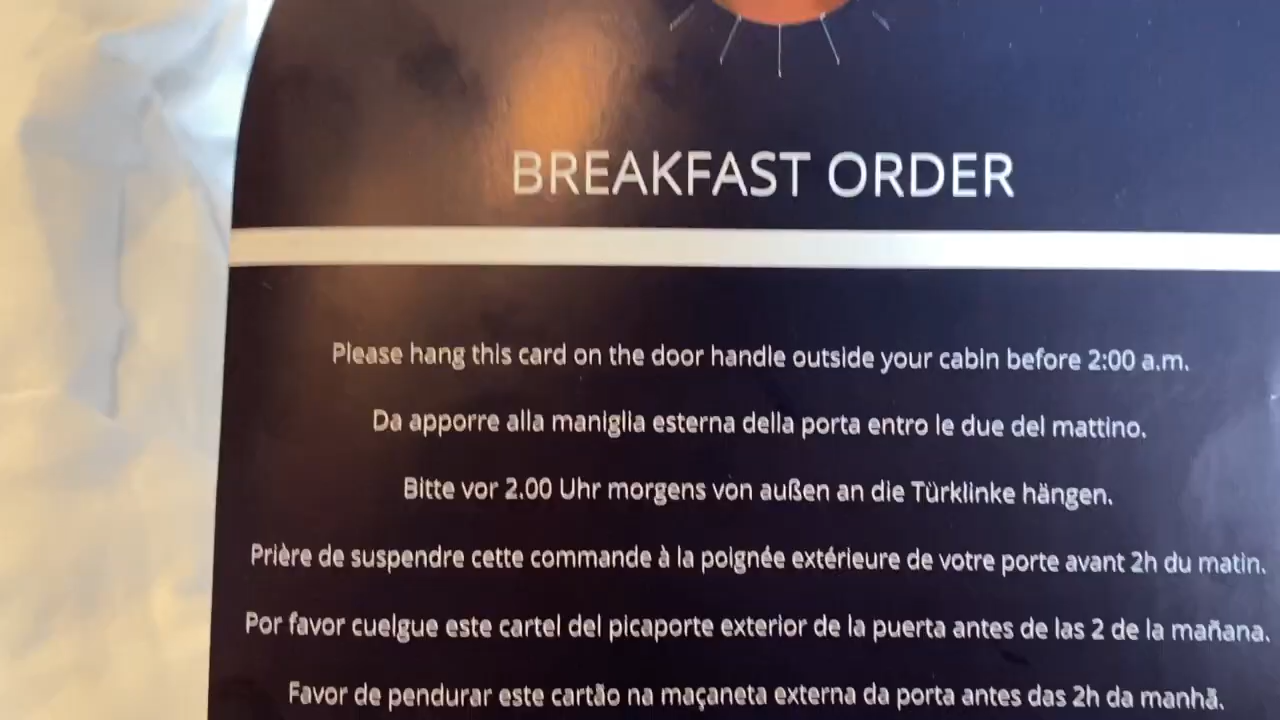 BREAKFAST ORDER
Please hang this card on the door handle outside your cabin before 2:00 a.m.
Da apporre alla maniglia esterna della porta entro le due del mattino.
Bitte vor 2.00 Uhr morgens von außen an die Türklinke hängen.
Prière de suspendre cette commande à la poignée extérieure de votre porte avant 2h du matin.
Por favor cuelgue este cartel del picaporte exterior de la puerta antes de las 2 de la mañana.
Favor de pendurar este cartão na maçaneta externa da porta antes das 2h da manhã.